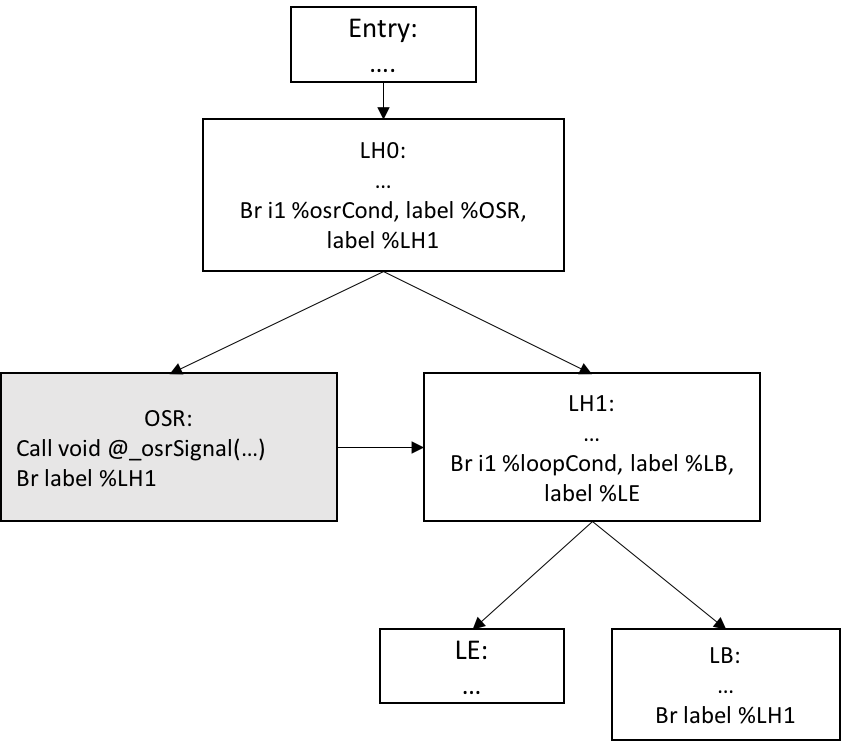 Entry:
....
LH0:
...
Br i1 %osrCond, label %OSR,
label %LH1
OSR:
Call void @_osrSignal(...)
Br label %LH1
LH1:
...
Br i1 %loopCond, label %LB,
label %LE
LE:
...
LB:
...
Br label %LH1